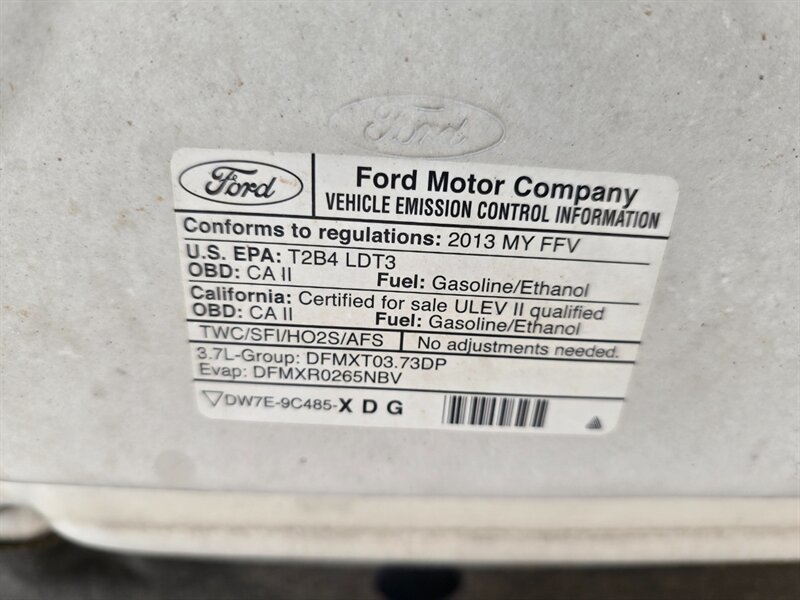 Ford
Ford
Ford Motor Company
VEHICLE EMISSION CONTROL INFORMATION
Conforms to regulations: 2013 MY FFV
U.S. EPA: T2B4 LDT3
OBD: CA II Fuel: Gasoline/Ethanol
California: Certified for sale ULEV II qualified
OBD: CA II Fuel: Gasoline/Ethanol
TWC/SFI/HO2S/AFS No adjustments needed.
3.7L-Group: DFMXT03.73DP
Evap: DFMXR0265NBV
▽DW7E-9C485-X D G